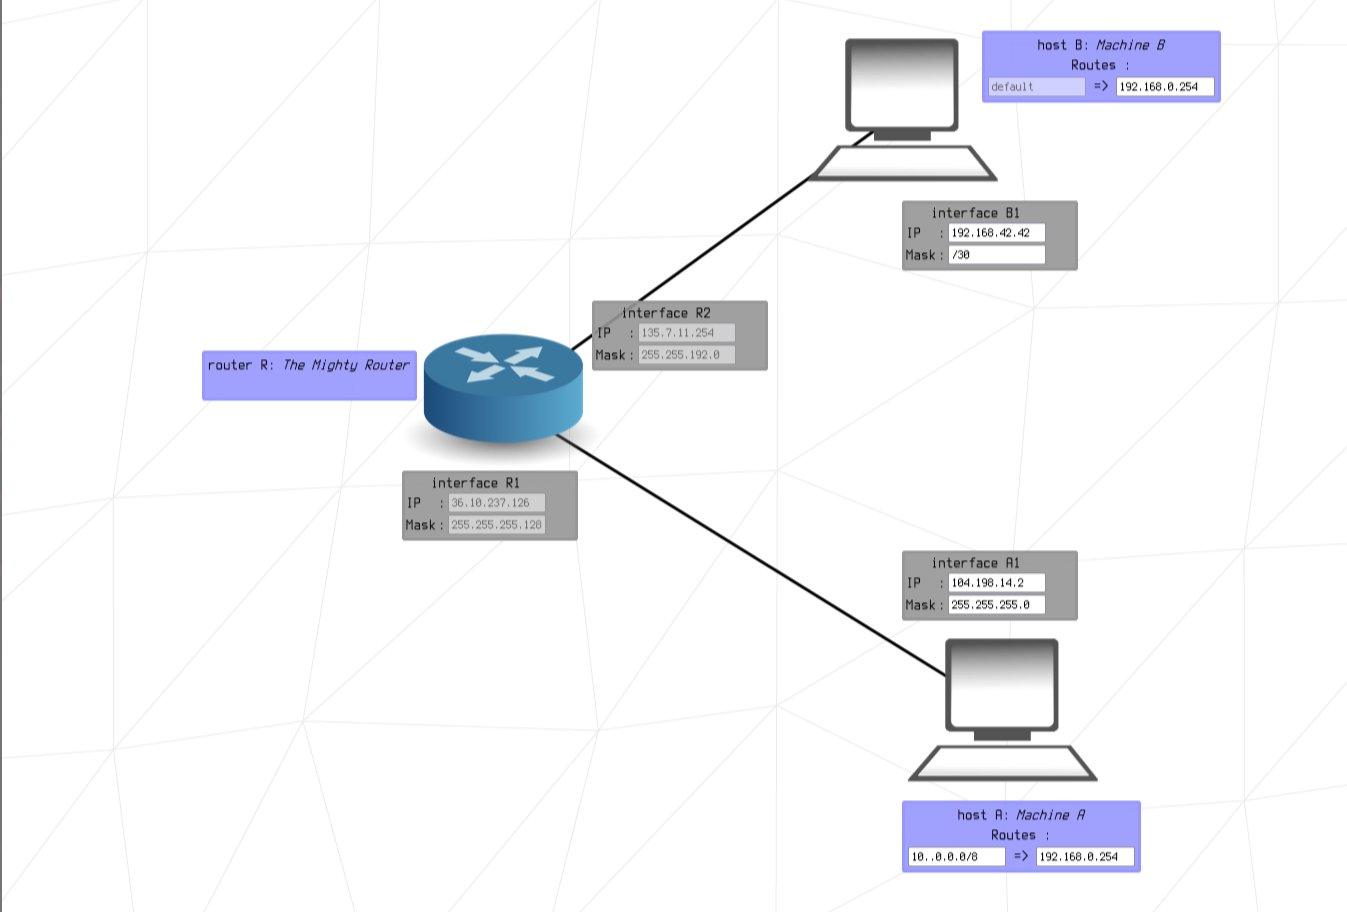 host B: Machine B
Routes :
default => 192.168.0.254
interface B1
IP : 192.168.42.42
Mask : /30
interface R2
IP : 135.7.11.254
Mask : 255.255.192.0
router R: The Mighty Router
interface R1
IP : 36.10.237.126
Mask : 255.255.255.128
interface A1
IP : 104.198.14.2
Mask : 255.255.255.0
host A: Machine A
Routes :
10..0.0.0/8 => 192.168.0.254